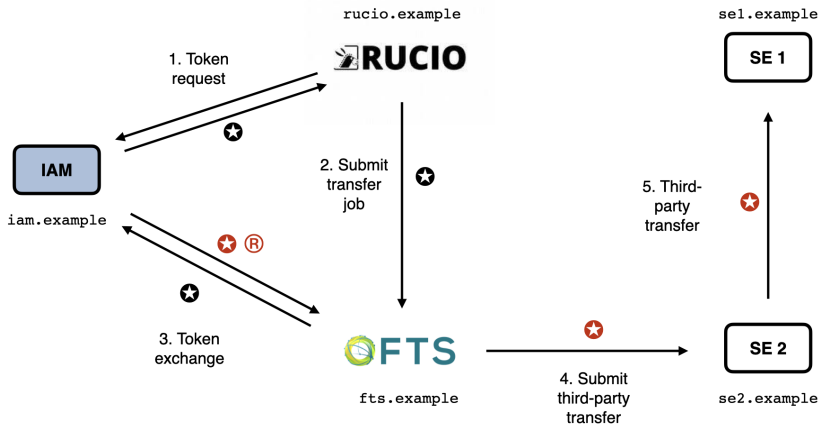 rucio.example
se1.example
RUCIO
SE 1
1. Token
request
2. Submit
transfer
job
IAM
iam.example
5. Third-
party
transfer
®
3. Token
exchange
FTS
fts.example
4. Submit
third-party
transfer
SE 2
se2.example